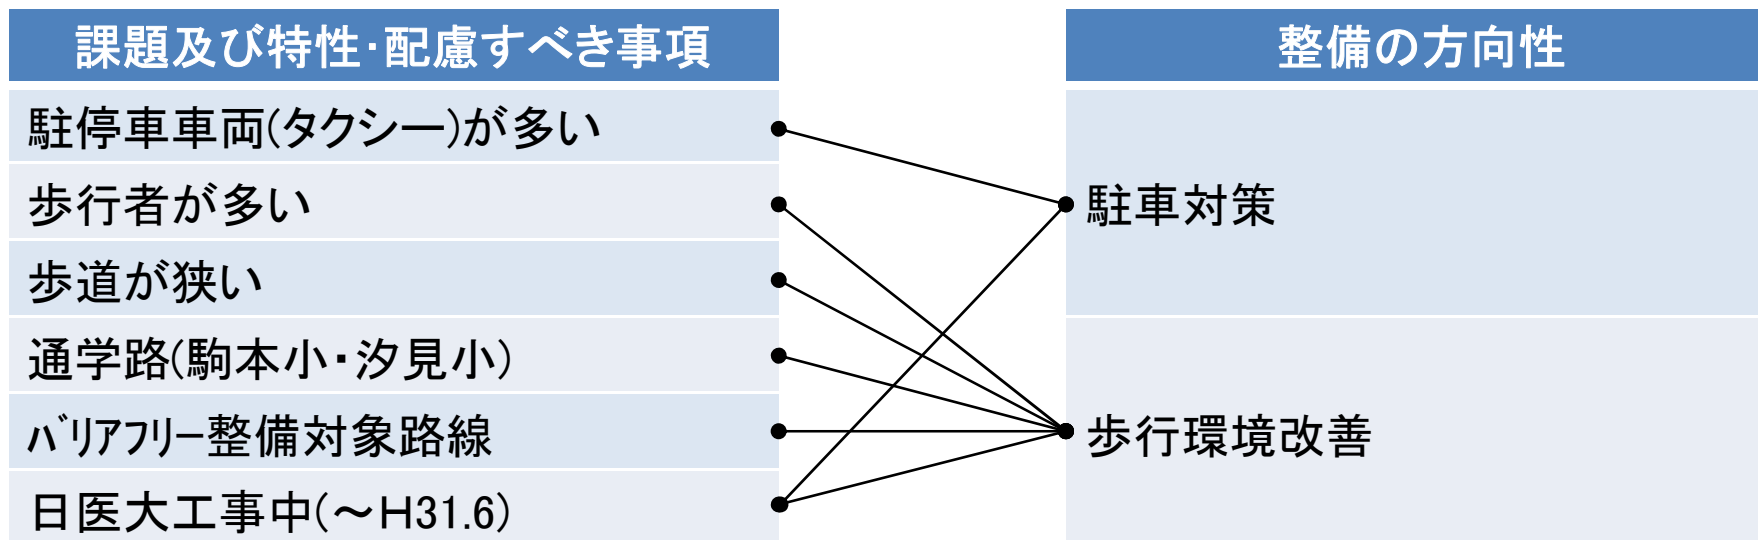 課題及び特性・配慮すべき事項
駐停車車両(タクシー)が多い
歩行者が多い
歩道が狭い
通学路(駒本小・汐見小)
バリアフリー整備対象路線
日医大工事中(～H31.6)
整備の方向性
駐車対策
歩行環境改善